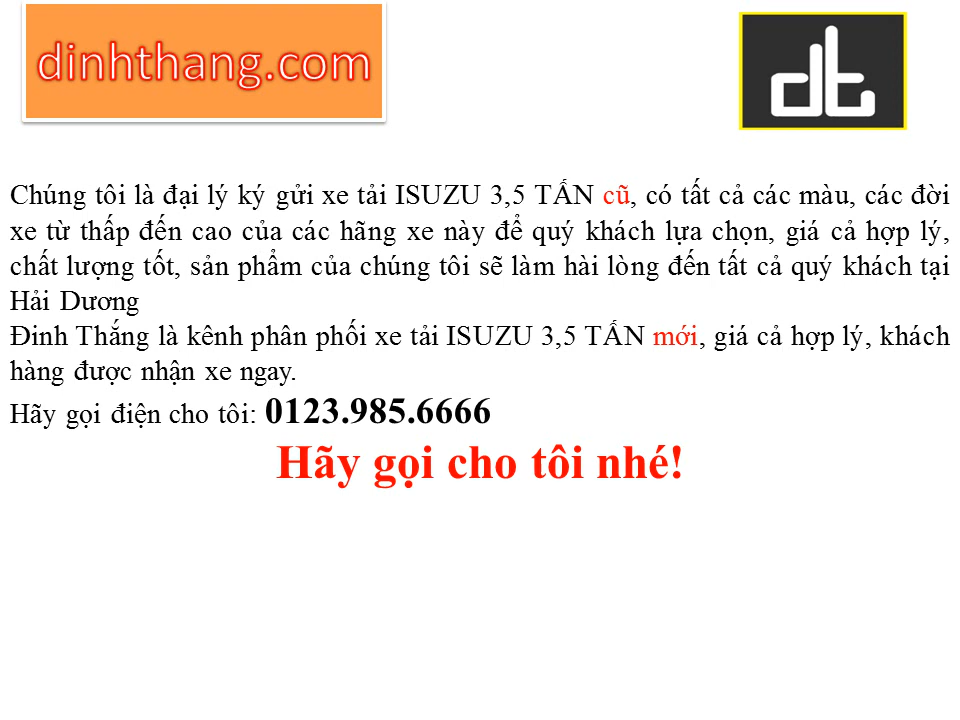 dinhthang.com
dt
Chúng tôi là đại lý ký gửi xe tải ISUZU 3,5 TẤN cũ, có tất cả các màu, các đời
xe từ thấp đến cao của các hãng xe này để quý khách lựa chọn, giá cả hợp lý,
chất lượng tốt, sản phẩm của chúng tôi sẽ làm hài lòng đến tất cả quý khách tại
Hải Dương
Đinh Thắng là kênh phân phối xe tải ISUZU 3,5 TẤN mới, giá cả hợp lý, khách
hàng được nhận xe ngay.
Hãy gọi điện cho tôi: 0123.985.6666
Hãy gọi cho tôi nhé!